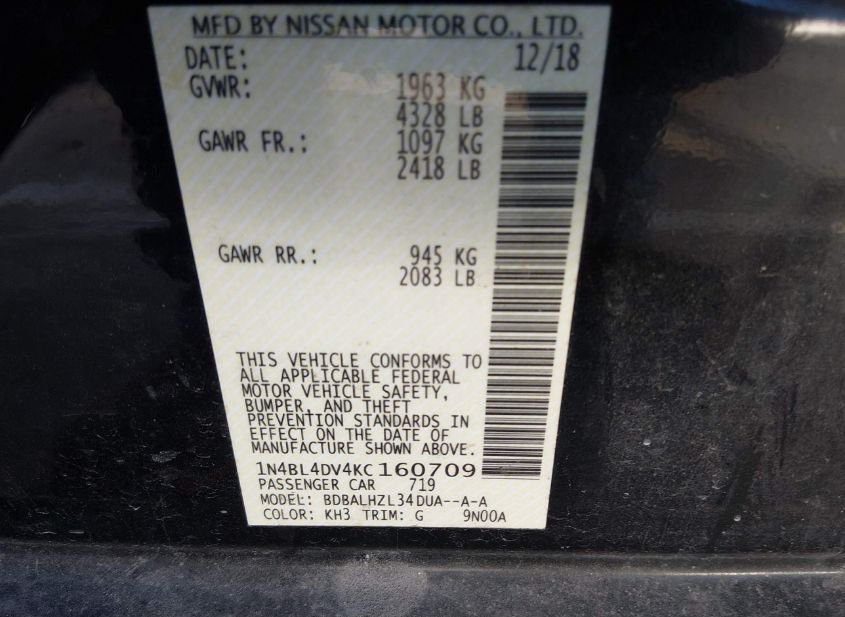 MFD BY NISSAN MOTOR CO., LTD.
DATE: 12/18
GVWR: 1963 KG
4328 LB
GAWR FR.: 1097 KG
2418 LB
GAWR RR.: 945 KG
2083 LB
THIS VEHICLE CONFORMS TO
ALL APPLICABLE FEDERAL
MOTOR VEHICLE SAFETY,
BUMPER, AND THEFT
PREVENTION STANDARDS IN
EFFECT ON THE DATE OF
MANUFACTURE SHOWN ABOVE.
1N4BL4DV4KC160709
PASSENGER CAR 719
MODEL: BDBALHZL34DUA--A-A
COLOR: KH3 TRIM: G 9N00A